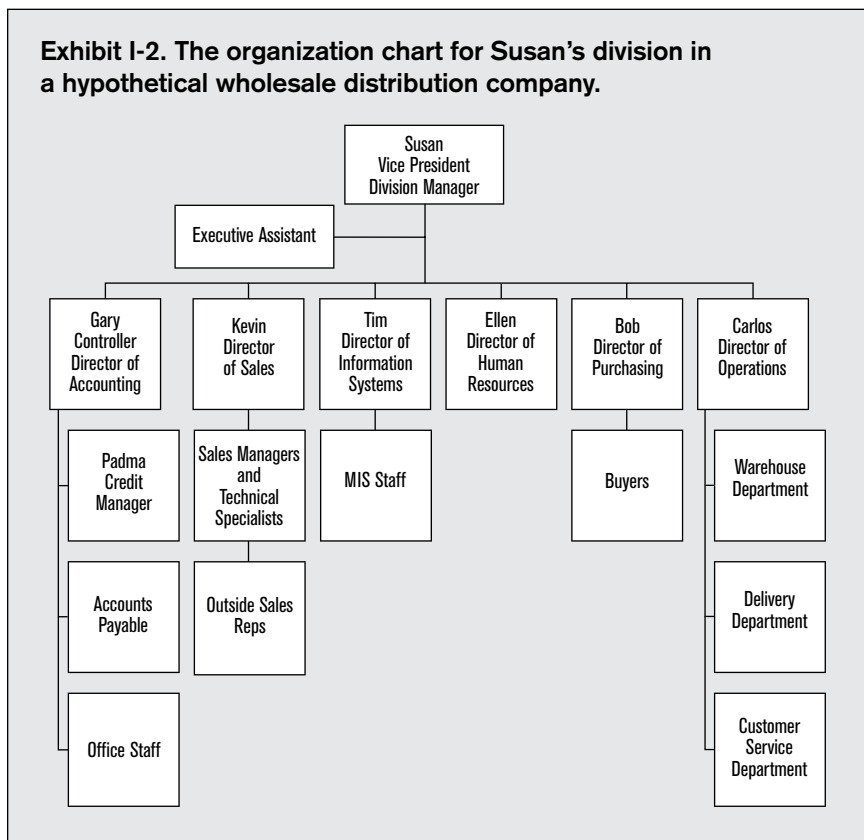 Exhibit I-2. The organization chart for Susan’s division in
a hypothetical wholesale distribution company.
Susan
Vice President
Division Manager
Executive Assistant
Gary
Controller
Director of
Accounting
Kevin
Director
of Sales
Tim
Director of
Information
Systems
Ellen
Director of
Human
Resources
Bob
Director of
Purchasing
Carlos
Director of
Operations
Padma
Credit
Manager
Sales Managers
and
Technical
Specialists
MIS Staff
Buyers
Warehouse
Department
Accounts
Payable
Outside Sales
Reps
Delivery
Department
Office Staff
Customer
Service
Department